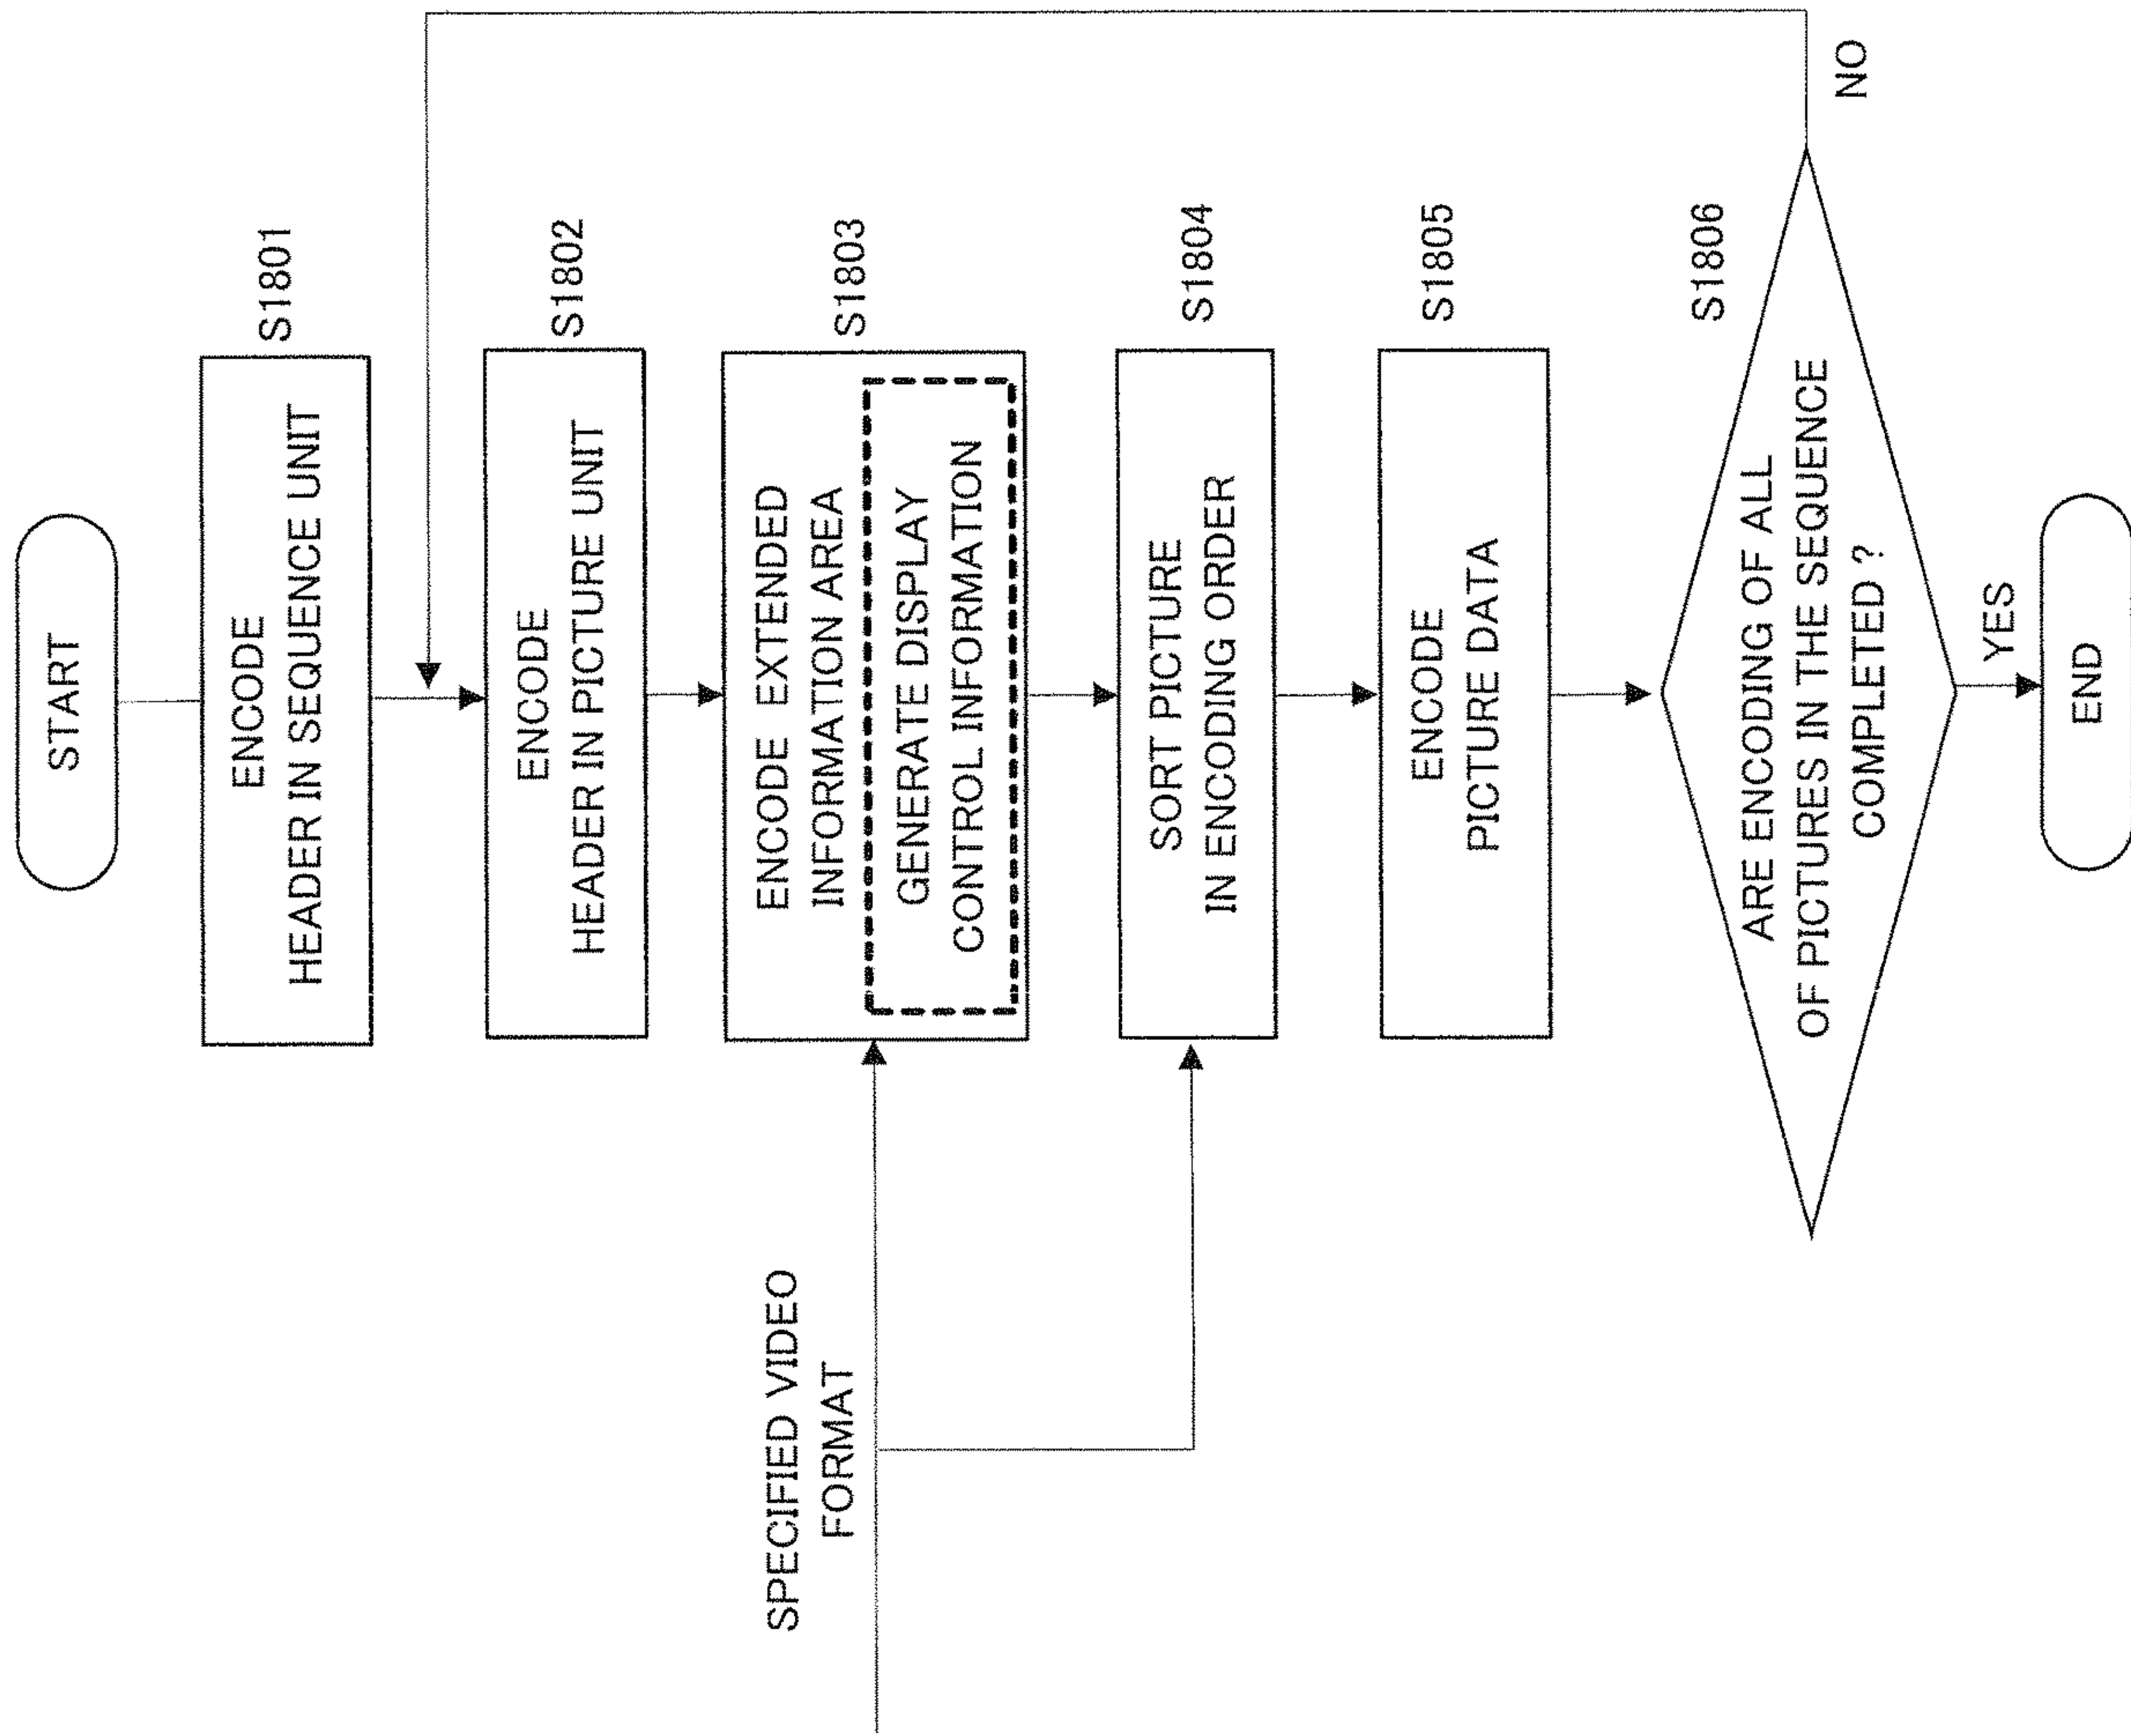 START
ENCODE
HEADER IN SEQUENCE UNIT
S1801
ENCODE
HEADER IN PICTURE UNIT
S1802
SPECIFIED VIDEO
FORMAT
ENCODE EXTENDED
INFORMATION AREA
GENERATE DISPLAY
CONTROL INFORMATION
S1803
SORT PICTURE
IN ENCODING ORDER
S1804
ENCODE
PICTURE DATA
S1805
S1806
ARE ENCODING OF ALL
OF PICTURES IN THE SEQUENCE
COMPLETED ?
NO
YES
END